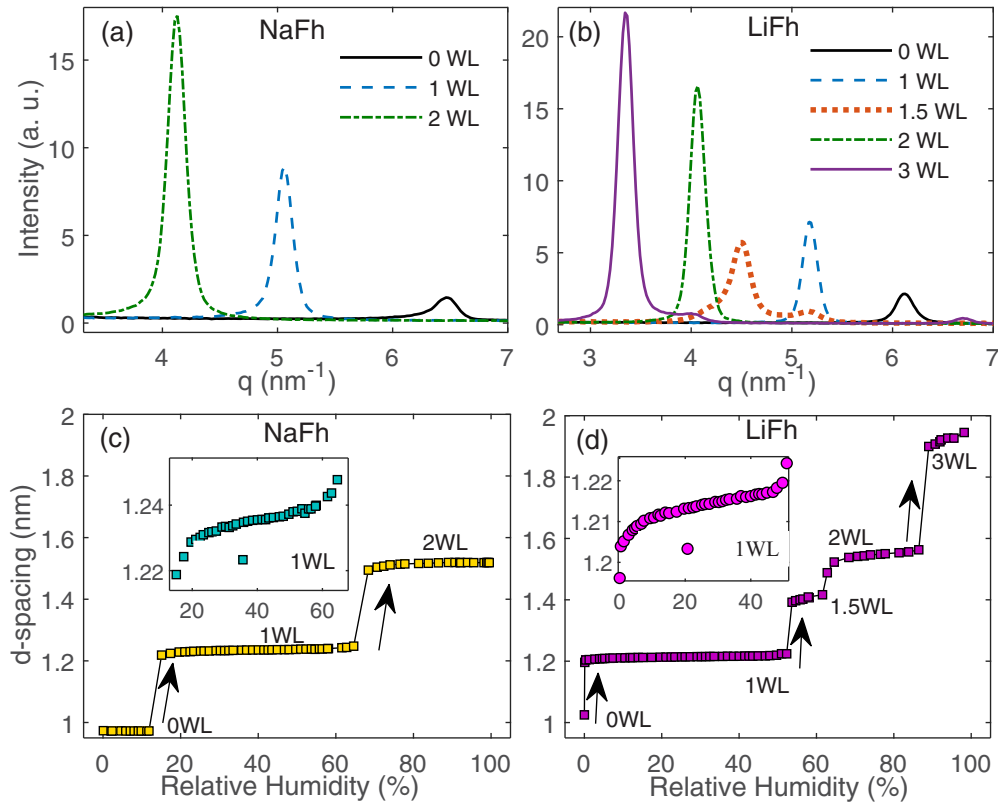 (a) NaFh
0 WL
1 WL
2 WL
Intensity (a. u.)
15
10
5
0
4 5 6 7
q (nm-1)
(b) LiFh
0 WL
1 WL
1.5 WL
2 WL
3 WL
20
15
10
5
0
3 4 5 6 7
q (nm-1)
(c) NaFh
d-spacing (nm)
2
1.8
1.6
1.4
1.2
1
1.24
1.22
1WL
20 40 60
2WL
1WL
0WL
0 20 40 60 80 100
Relative Humidity (%)
(d) LiFh
2
1.8
1.6
1.4
1.2
1
1.22
1.21
1.2
1WL
0 20 40
3WL
2WL
1.5WL
1WL
0WL
0 20 40 60 80 100
Relative Humidity (%)